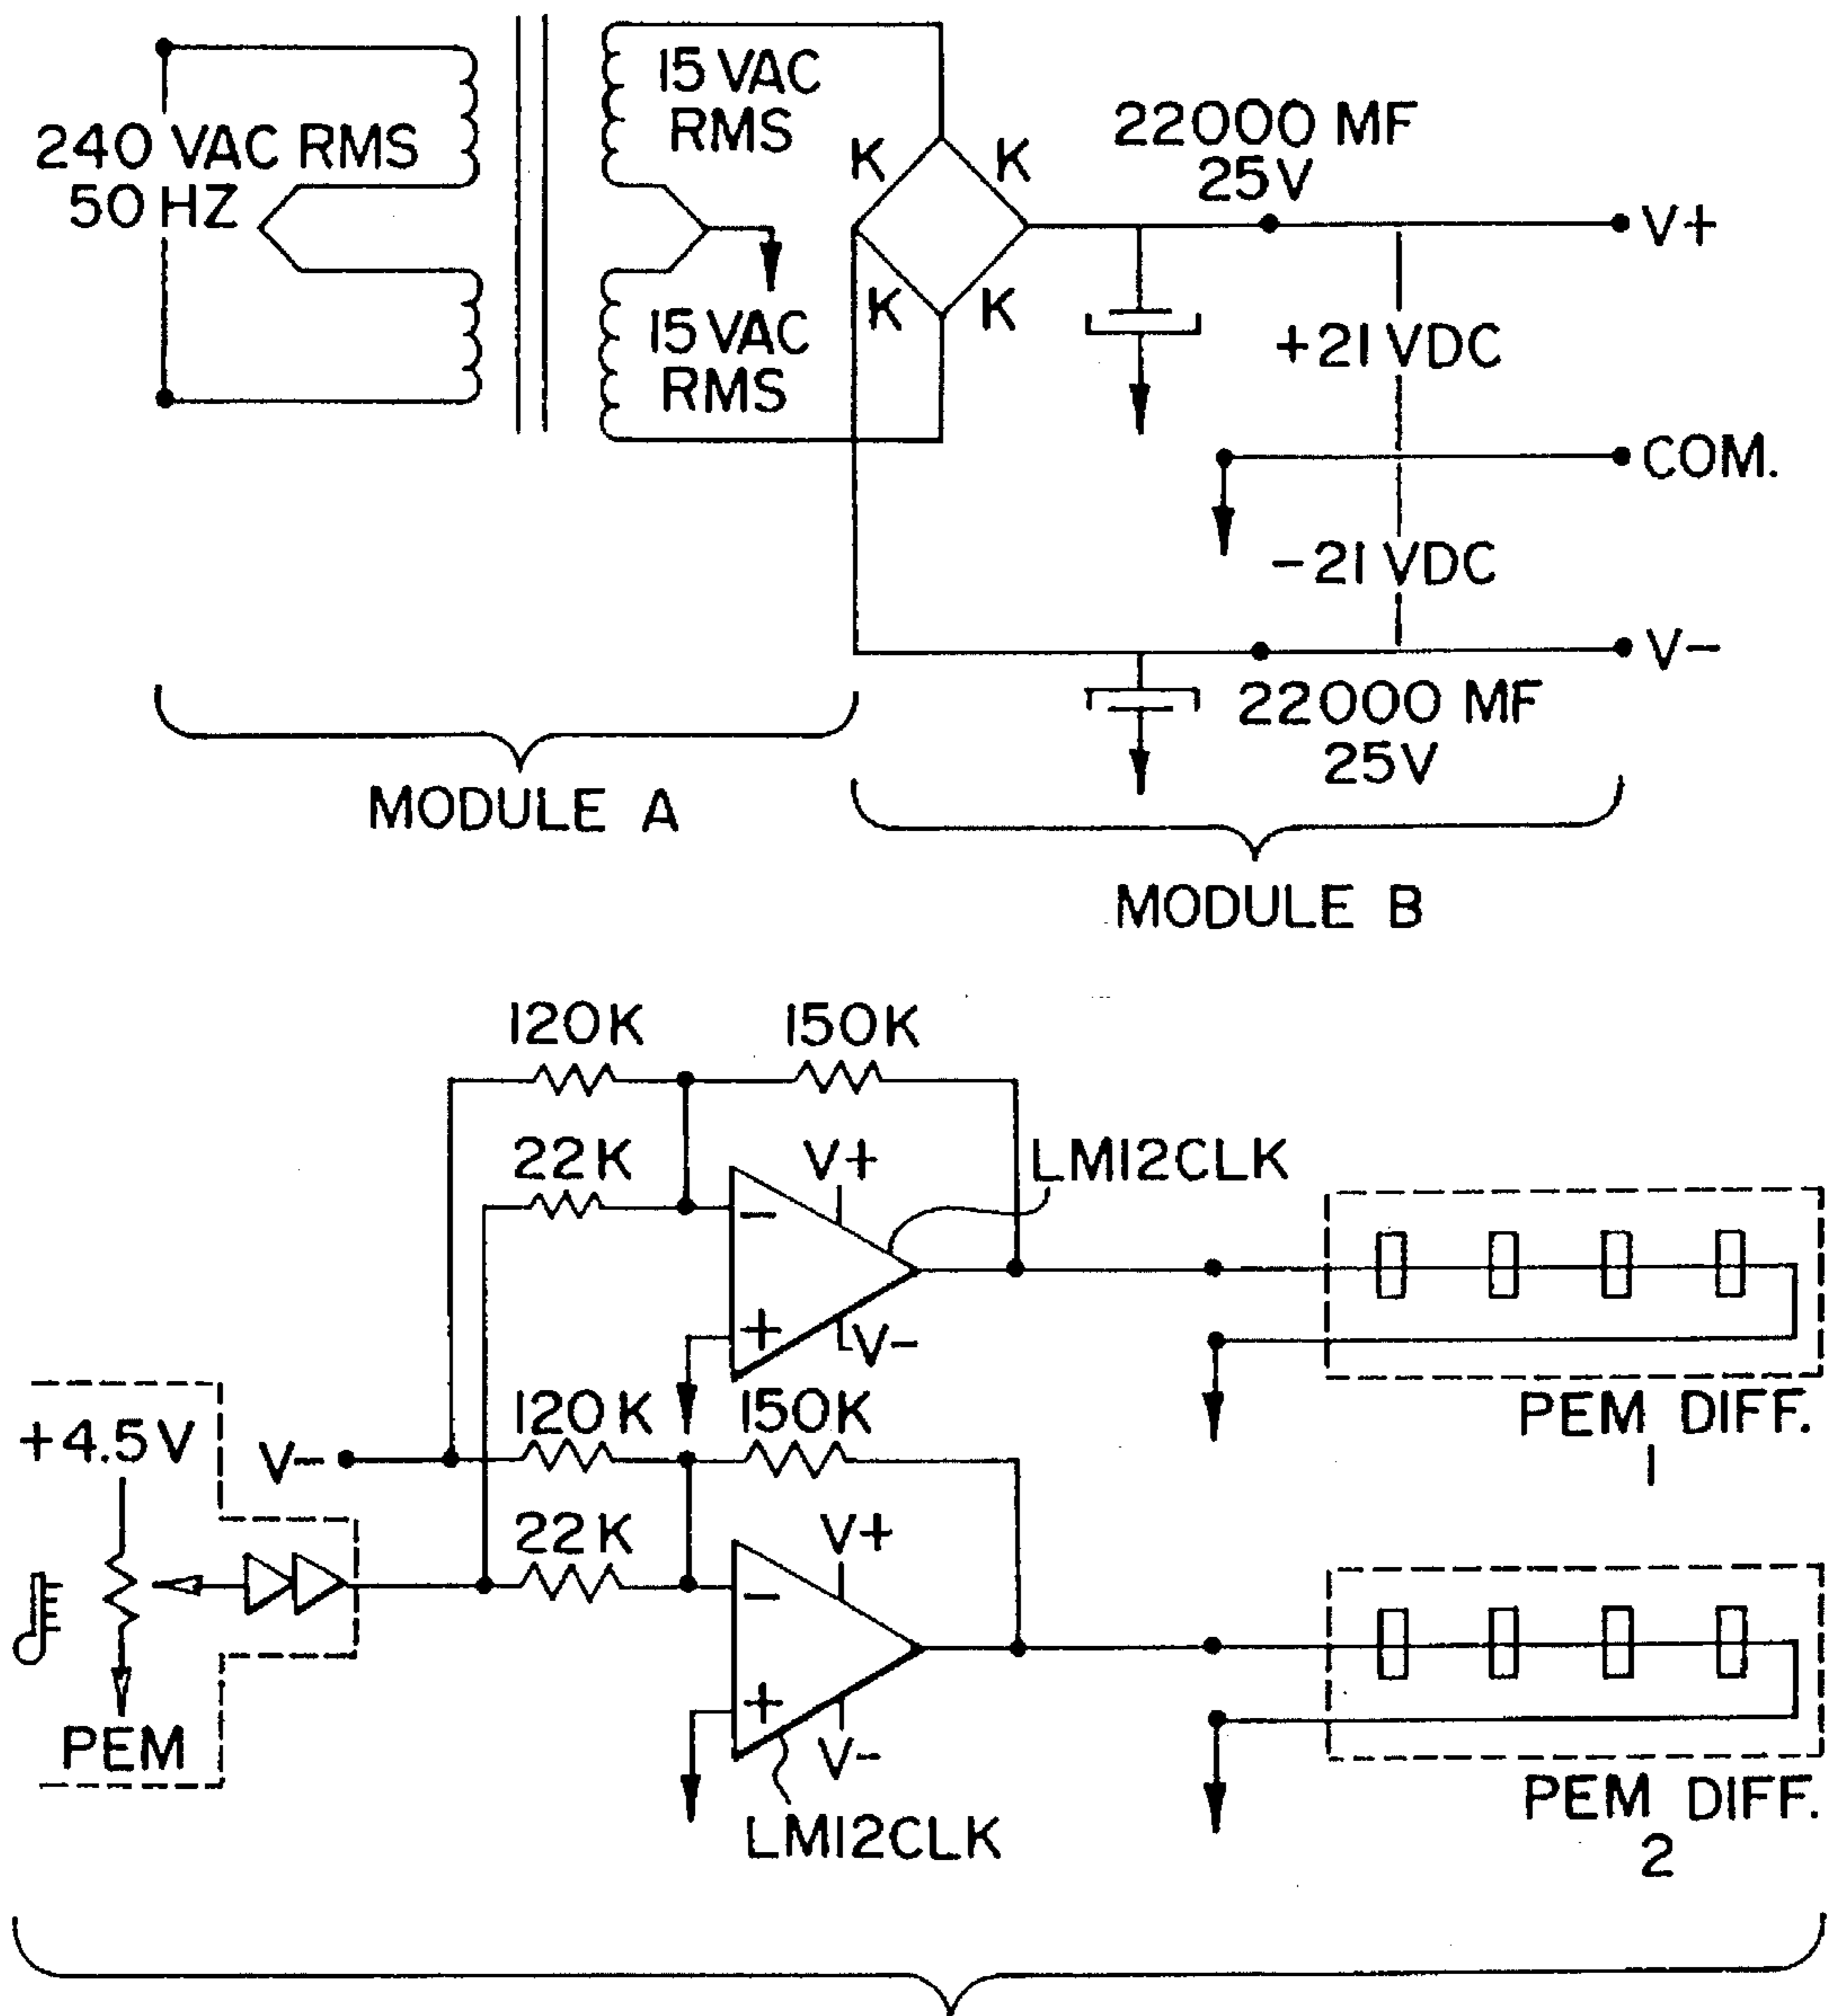 240 VAC RMS
50 HZ
15 VAC
RMS
15 VAC
RMS
K
K
K
K
22000 MF
25V
V+
+21 VDC
COM.
-21 VDC
V-
22000 MF
25V
MODULE A
MODULE B
120K
150K
22K
V+
LM12CLK
-
+
V-
PEM DIFF.
1
+4.5V
V-
120K
150K
22K
V+
-
+
V-
PEM
LM12CLK
PEM DIFF.
2